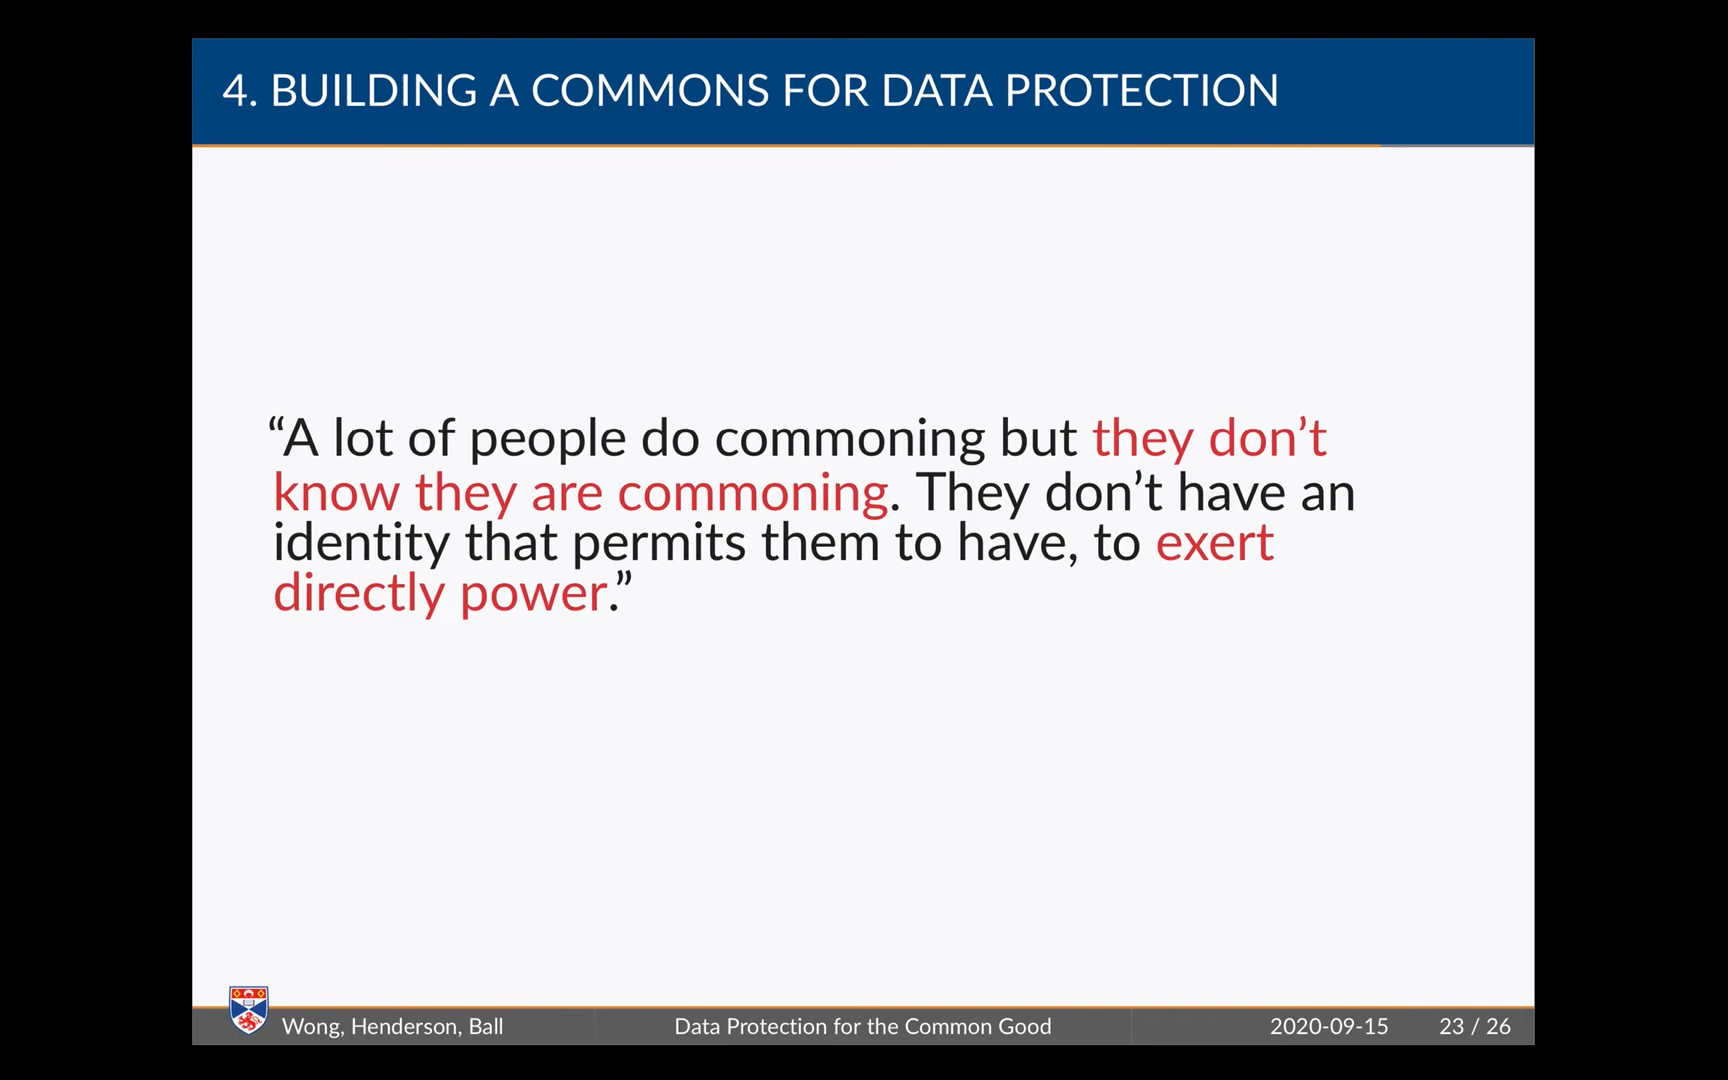 4. BUILDING A COMMONS FOR DATA PROTECTION
“A lot of people do commoning but they don’t
know they are commoning. They don’t have an
identity that permits them to have, to exert
directly power.”
Wong, Henderson, Ball
Data Protection for the Common Good
2020-09-15
23 / 26